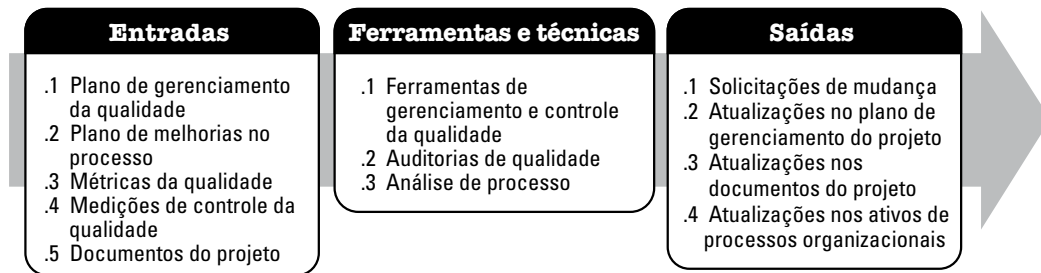 Entradas
.1 Plano de gerenciamento
da qualidade
.2 Plano de melhorias no
processo
.3 Métricas da qualidade
.4 Medições de controle da
qualidade
.5 Documentos do projeto
Ferramentas e técnicas
.1 Ferramentas de
gerenciamento e controle
da qualidade
.2 Auditorias de qualidade
.3 Análise de processo
Saídas
.1 Solicitações de mudança
.2 Atualizações no plano de
gerenciamento do projeto
.3 Atualizações nos
documentos do projeto
.4 Atualizações nos ativos de
processos organizacionais